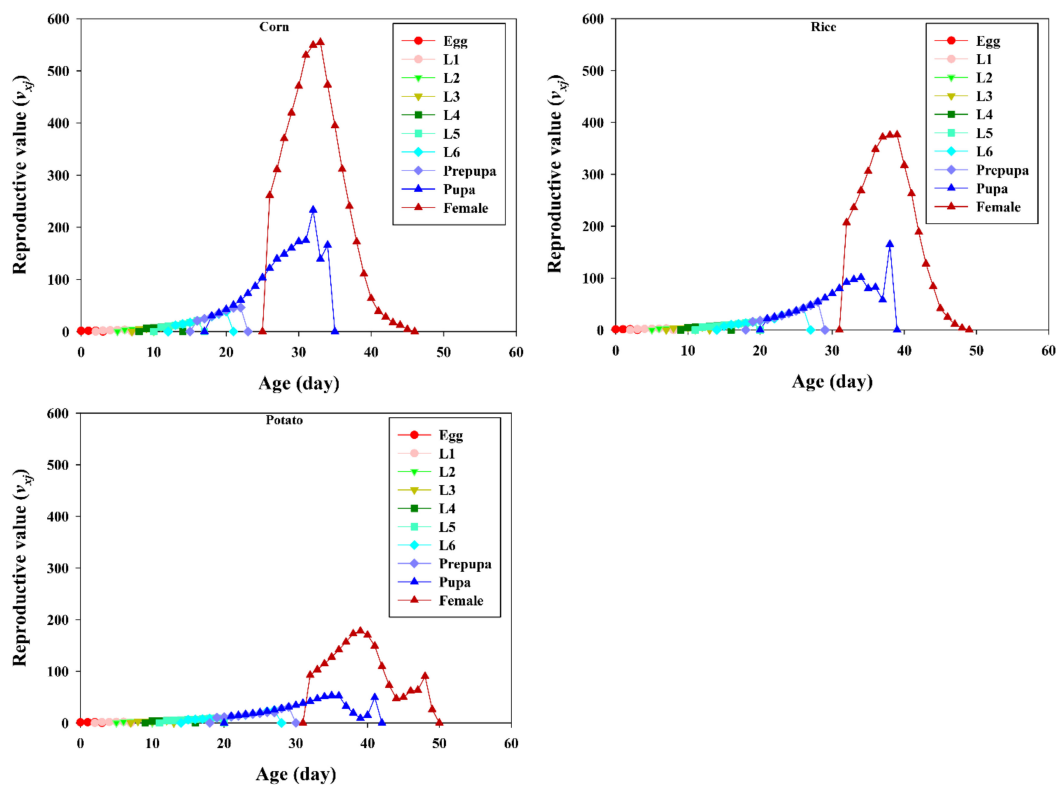 Corn
600
500
400
300
200
100
0
Reproductive value (v_xj)
0 10 20 30 40 50 60
Age (day)
Egg
L1
L2
L3
L4
L5
L6
Prepupa
Pupa
Female
Rice
600
500
400
300
200
100
0
Reproductive value (v_xj)
0 10 20 30 40 50 60
Age (day)
Egg
L1
L2
L3
L4
L5
L6
Prepupa
Pupa
Female
Potato
600
500
400
300
200
100
0
Reproductive value (v_xj)
0 10 20 30 40 50 60
Age (day)
Egg
L1
L2
L3
L4
L5
L6
Prepupa
Pupa
Female